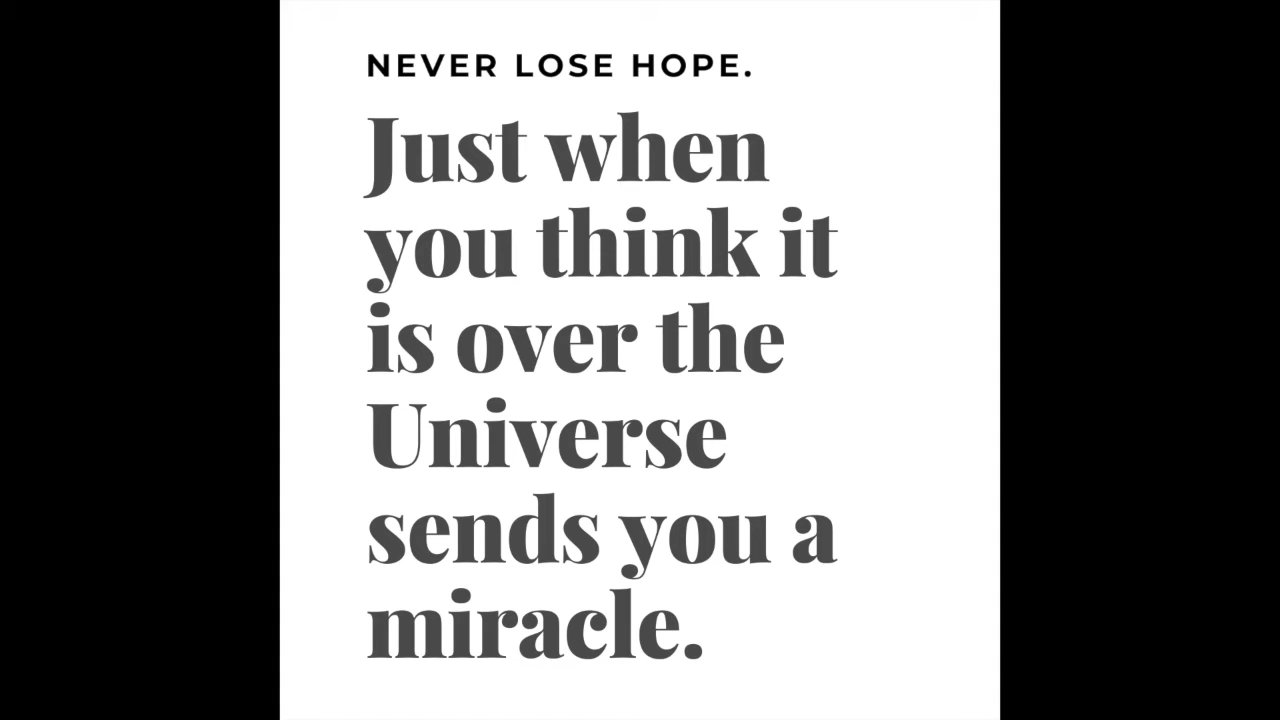 NEVER LOSE HOPE.
Just when
you think it
is over the
Universe
sends you a
miracle.